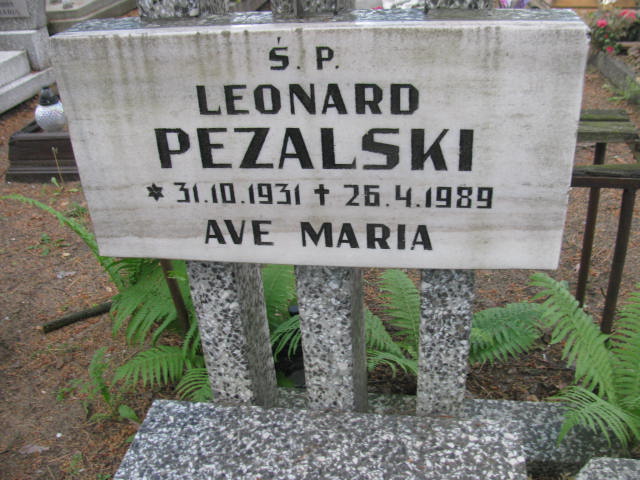 Ś. P.
LEONARD
PEZALSKI
* 31.10.1931 † 26.4.1989
AVE MARIA